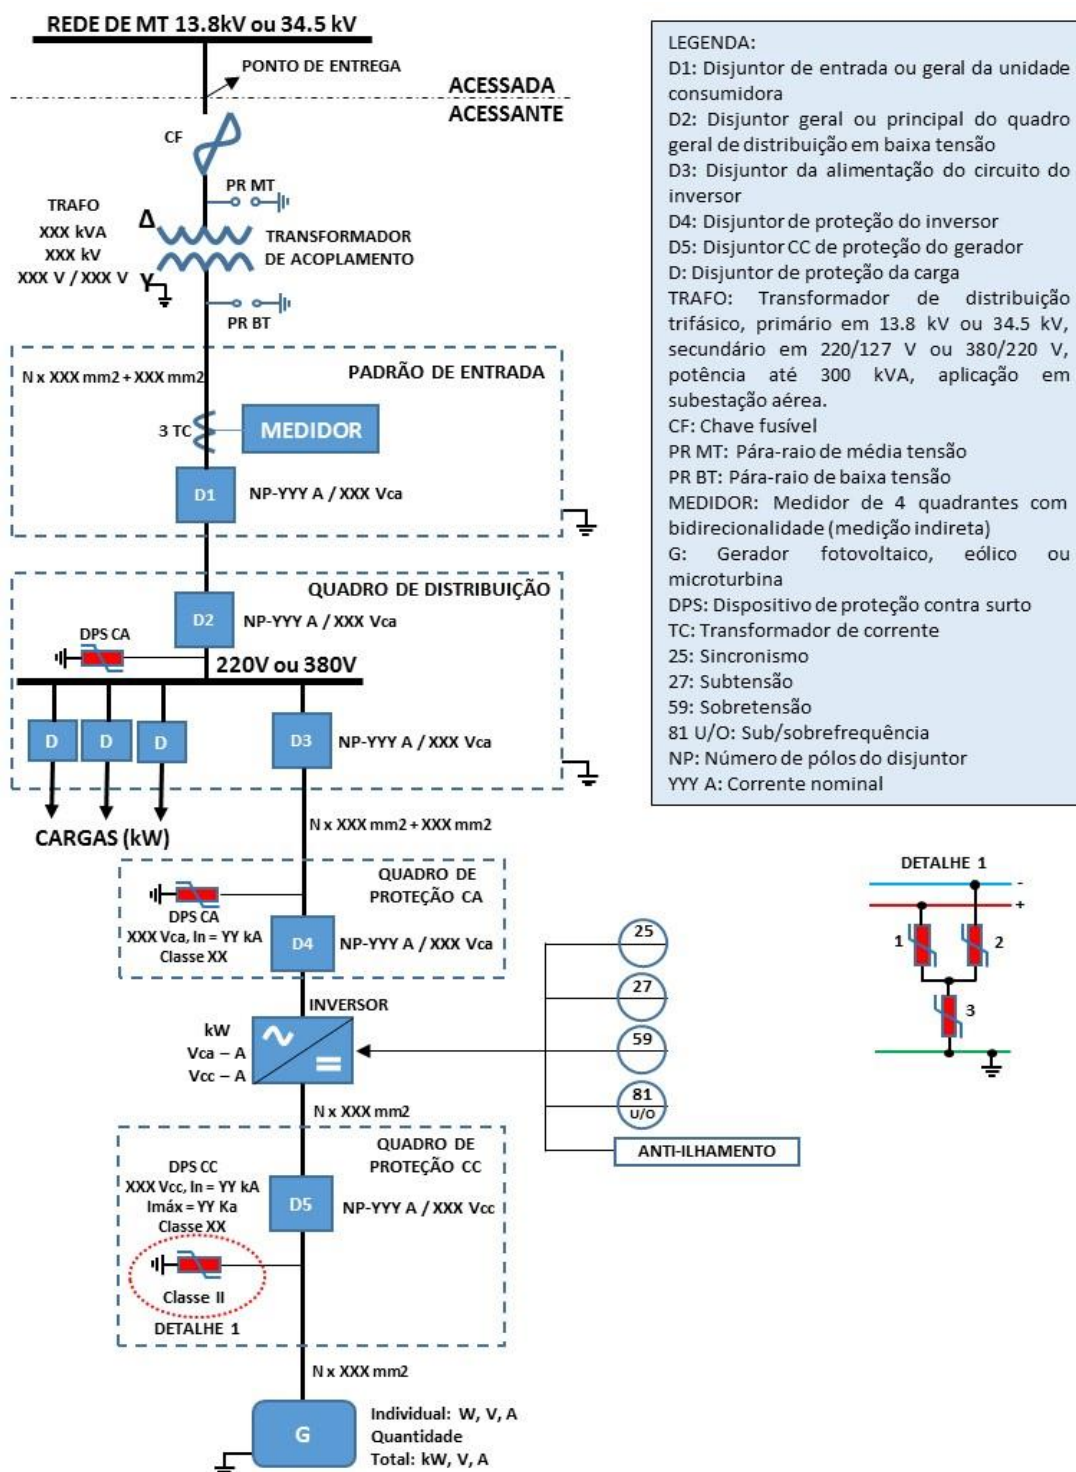 REDE DE MT 13.8kV ou 34.5 kV
PONTO DE ENTREGA
ACESSADA
ACESSANTE
CF
PR MT
TRAFO
XXX kVA
XXX kV
XXX V / XXX V
Δ
Y
TRANSFORMADOR
DE ACOPLAMENTO
PR BT
PADRÃO DE ENTRADA
N x XXX mm2 + XXX mm2
3 TC
MEDIDOR
D1
NP-YYY A / XXX Vca
QUADRO DE DISTRIBUIÇÃO
D2
NP-YYY A / XXX Vca
DPS CA
220V ou 380V
D
D
D
D3
NP-YYY A / XXX Vca
CARGAS (kW)
N x XXX mm2 + XXX mm2
QUADRO DE
PROTEÇÃO CA
DPS CA
XXX Vca, In = YY kA
Classe XX
D4
NP-YYY A / XXX Vca
INVERSOR
kW
Vca – A
Vcc – A
25
27
59
81
U/O
ANTI-ILHAMENTO
N x XXX mm2
QUADRO DE
PROTEÇÃO CC
DPS CC
XXX Vcc, In = YY kA
Imáx = YY Ka
Classe XX
D5
NP-YYY A / XXX Vcc
Classe II
DETALHE 1
N x XXX mm2
G
Individual: W, V, A
Quantidade
Total: kW, V, A
LEGENDA:
D1: Disjuntor de entrada ou geral da unidade
consumidora
D2: Disjuntor geral ou principal do quadro
geral de distribuição em baixa tensão
D3: Disjuntor da alimentação do circuito do
inversor
D4: Disjuntor de proteção do inversor
D5: Disjuntor CC de proteção do gerador
D: Disjuntor de proteção da carga
TRAFO: Transformador de distribuição
trifásico, primário em 13.8 kV ou 34.5 kV,
secundário em 220/127 V ou 380/220 V,
potência até 300 kVA, aplicação em
subestação aérea.
CF: Chave fusível
PR MT: Pára-raio de média tensão
PR BT: Pára-raio de baixa tensão
MEDIDOR: Medidor de 4 quadrantes com
bidirecionalidade (medição indireta)
G: Gerador fotovoltaico, eólico ou
microturbina
DPS: Dispositivo de proteção contra surto
TC: Transformador de corrente
25: Sincronismo
27: Subtensão
59: Sobretensão
81 U/O: Sub/sobrefrequência
NP: Número de pólos do disjuntor
YYY A: Corrente nominal
DETALHE 1
-
+
1
2
3